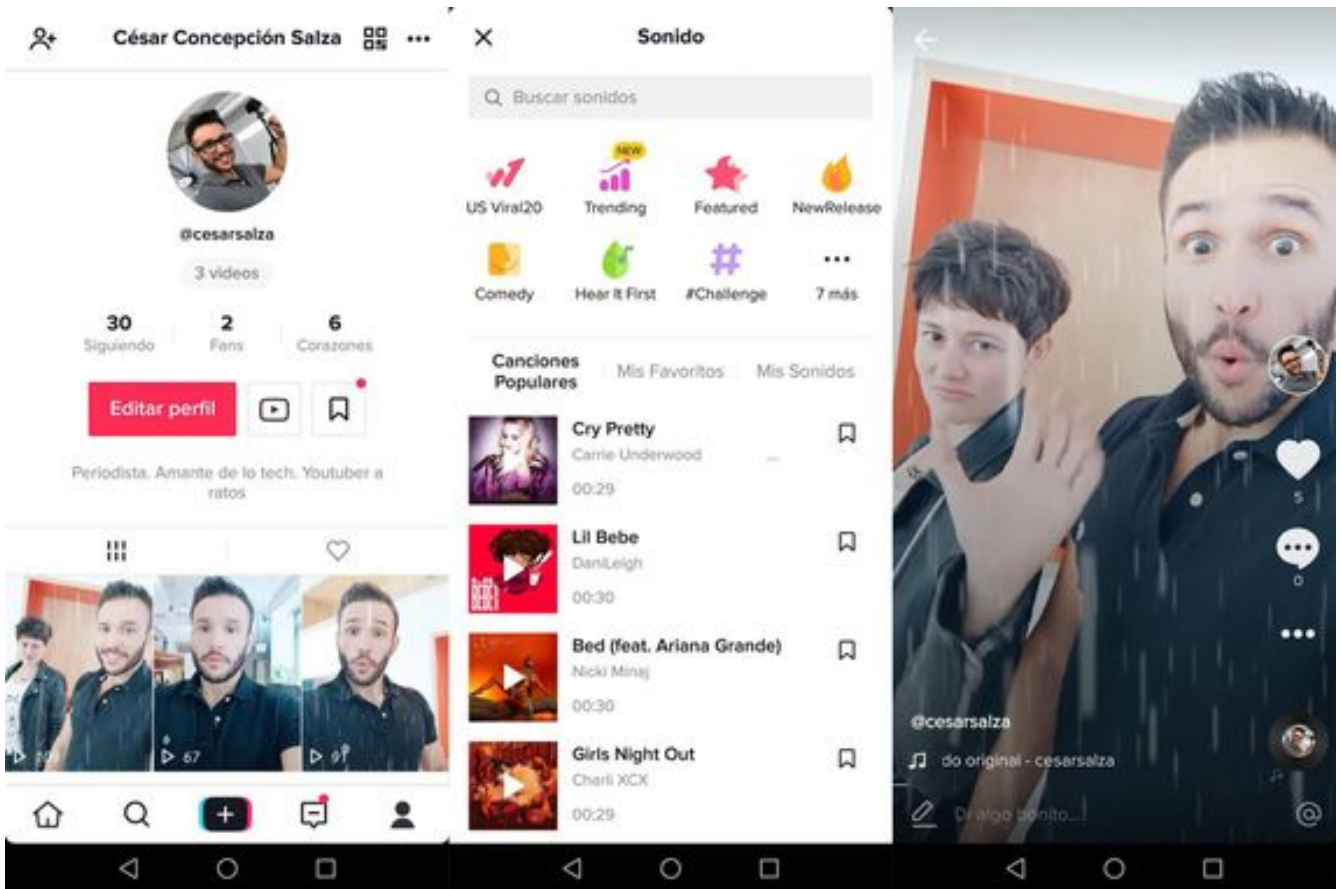 César Concepción Salza
@cesarsalza
3 videos
30
2
6
Siguiendo
Fans
Corazones
Editar perfil
Periodista. Amante de lo tech. Youtuber a
ratos
67
Sonido
Buscar sonidos
NEW
US Viral20
Trending
Featured
NewRelease
Comedy
Hear It First
#Challenge
7 más
Canciones
Populares
Mis Favoritos
Mis Sonidos
Cry Pretty
Carrie Underwood
00:29
Lil Bebe
DaniLeigh
00:30
Bed (feat. Ariana Grande)
Nicki Minaj
00:30
Girls Night Out
Charli XCX
00:29
5
0
@cesarsalza
do original - cesarsalza
Di algo bonito...